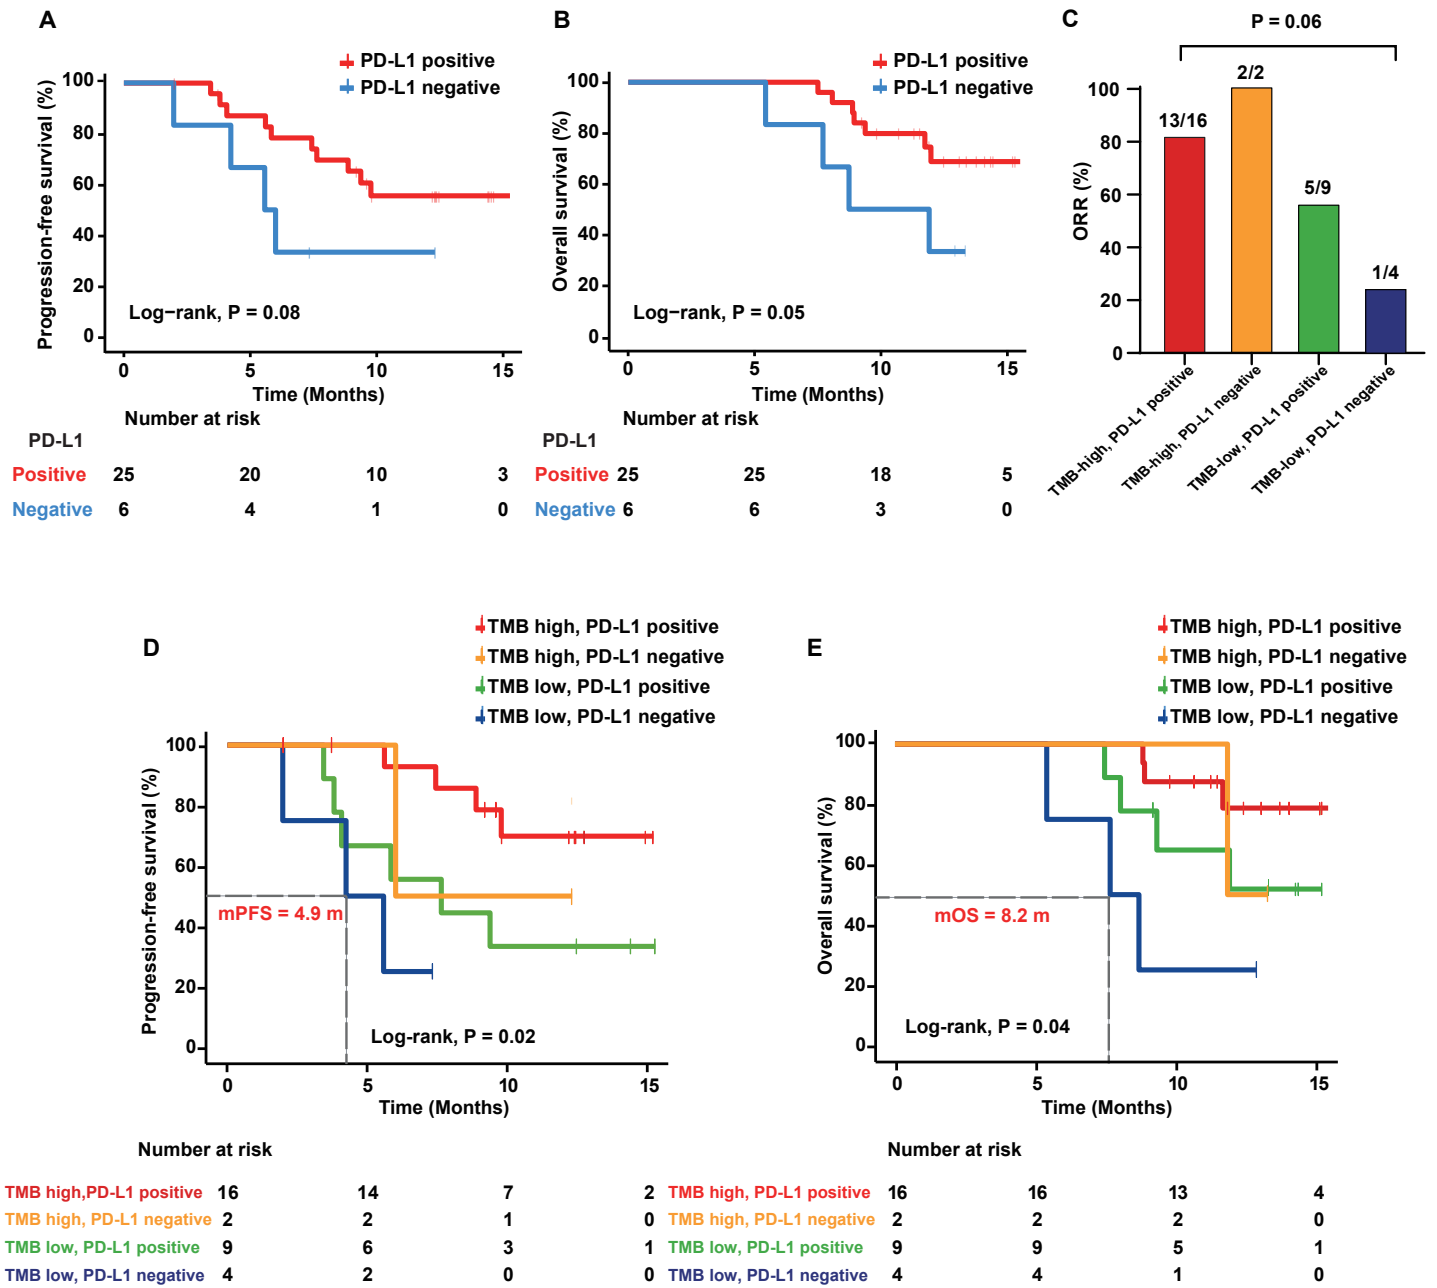 A
PD-L1 positive
PD-L1 negative
Progression-free survival (%)
100
80
60
40
20
0
Log-rank, P = 0.08
0 5 10 15
Time (Months)
Number at risk
PD-L1
Positive 25 20 10 3
Negative 6 4 1 0
B
PD-L1 positive
PD-L1 negative
Overall survival (%)
100
80
60
40
20
0
Log-rank, P = 0.05
0 5 10 15
Time (Months)
Number at risk
PD-L1
Positive 25 25 18 5
Negative 6 6 3 0
C
P = 0.06
ORR (%)
100
80
60
40
20
0
13/16
2/2
5/9
1/4
TMB-high, PD-L1 positive
TMB-high, PD-L1 negative
TMB-low, PD-L1 positive
TMB-low, PD-L1 negative
D
TMB high, PD-L1 positive
TMB high, PD-L1 negative
TMB low, PD-L1 positive
TMB low, PD-L1 negative
Progression-free survival (%)
100
80
60
40
20
0
mPFS = 4.9 m
Log-rank, P = 0.02
0 5 10 15
Time (Months)
Number at risk
TMB high,PD-L1 positive 16 14 7 2
TMB high, PD-L1 negative 2 2 1 0
TMB low, PD-L1 positive 9 6 3 1
TMB low, PD-L1 negative 4 2 0 0
E
TMB high, PD-L1 positive
TMB high, PD-L1 negative
TMB low, PD-L1 positive
TMB low, PD-L1 negative
Overall survival (%)
100
80
60
40
20
0
mOS = 8.2 m
Log-rank, P = 0.04
0 5 10 15
Time (Months)
Number at risk
TMB high, PD-L1 positive 16 16 13 4
TMB high, PD-L1 negative 2 2 2 0
TMB low, PD-L1 positive 9 9 5 1
TMB low, PD-L1 negative 4 4 1 0